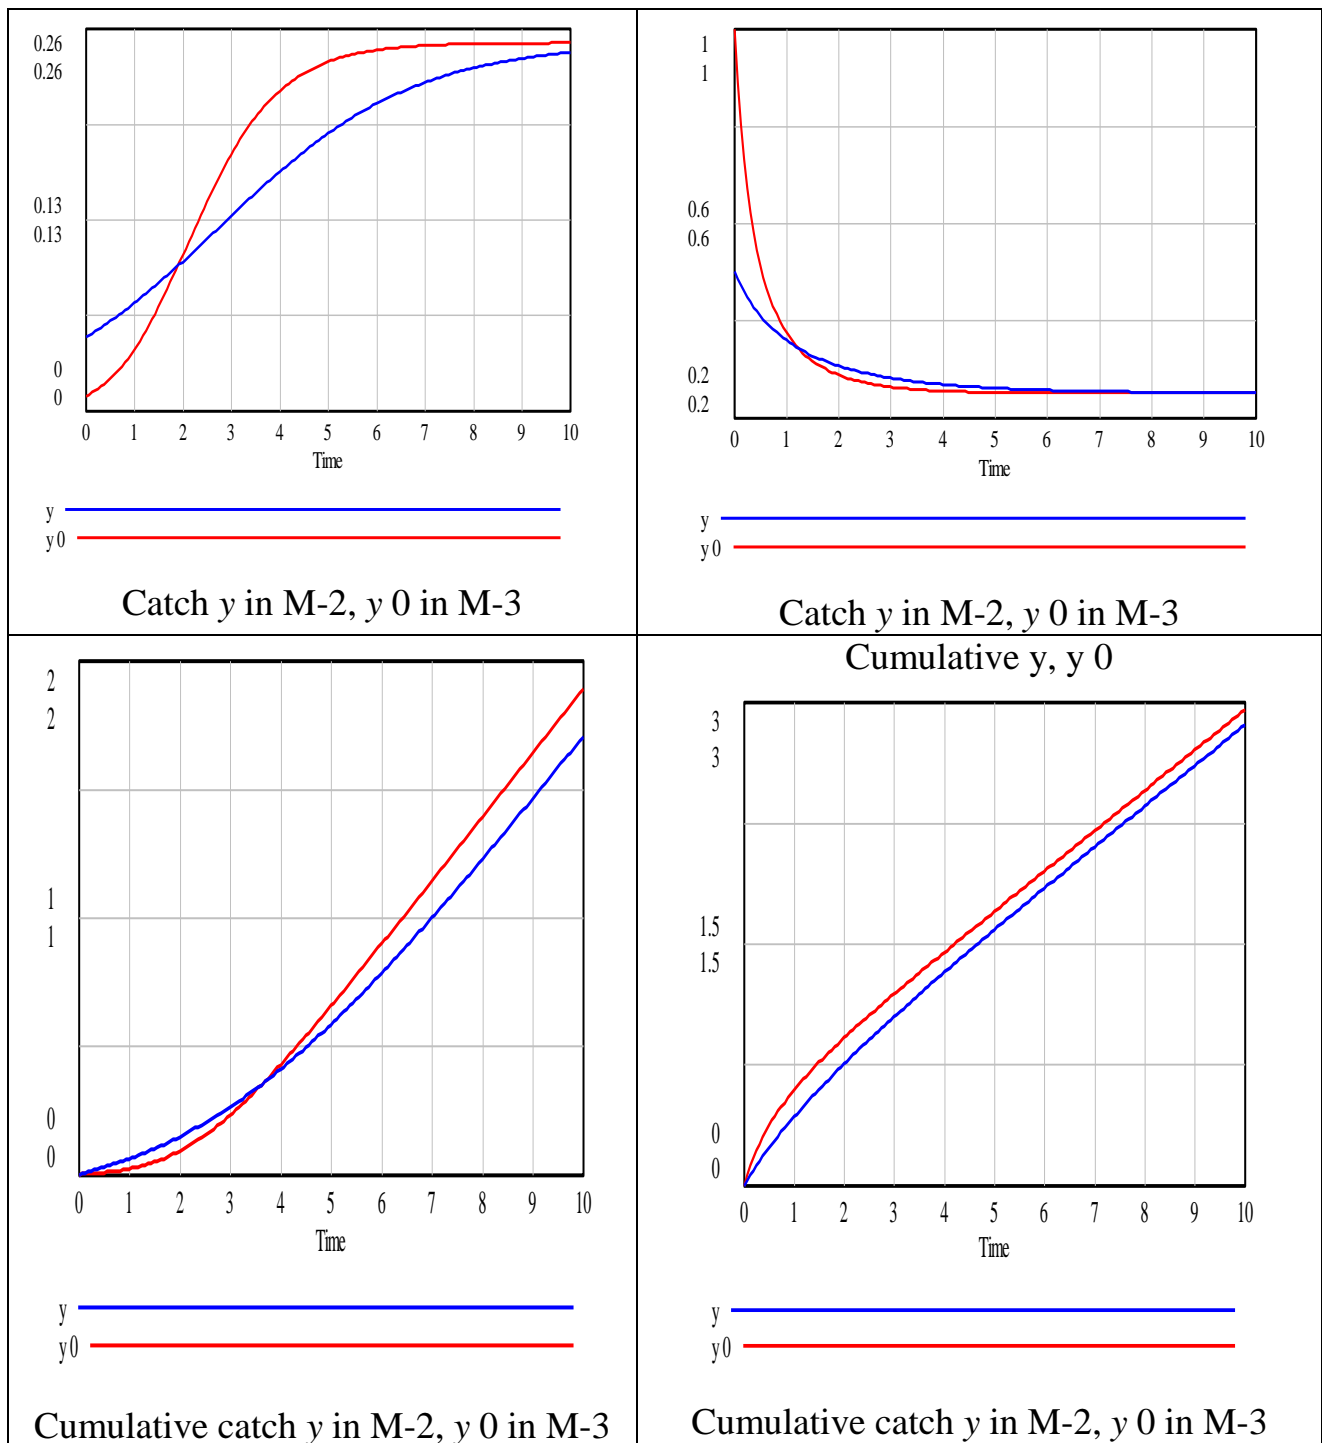 0.26
0.26
0.13
0.13
0
0
0 1 2 3 4 5 6 7 8 9 10
Time
y
y 0
Catch y in M-2, y 0 in M-3
1
1
0.6
0.6
0.2
0.2
0 1 2 3 4 5 6 7 8 9 10
Time
y
y 0
Catch y in M-2, y 0 in M-3
2
2
1
1
0
0
0 1 2 3 4 5 6 7 8 9 10
Time
y
y 0
Cumulative catch y in M-2, y 0 in M-3
Cumulative y, y 0
3
3
1.5
1.5
0
0
0 1 2 3 4 5 6 7 8 9 10
Time
y
y 0
Cumulative catch y in M-2, y 0 in M-3